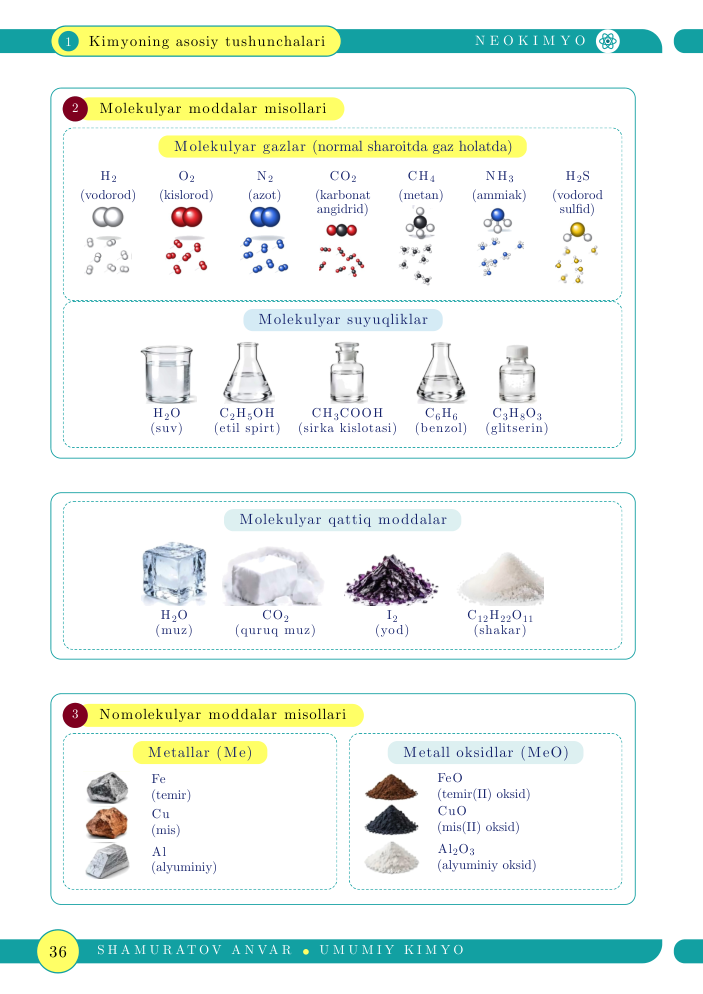 1 Kimyoning asosiy tushunchalari
NEOKIMYO
2 Molekulyar moddalar misollari
Molekulyar gazlar (normal sharoitda gaz holatda)
H₂ O₂ N₂ CO₂ CH₄ NH₃ H₂S
(vodorod) (kislorod) (azot) (karbonat (metan) (ammiak) (vodorod
angidrid) sulfid)
Molekulyar suyuqliklar
H₂O C₂H₅OH CH₃COOH C₆H₆ C₃H₈O₃
(suv) (etil spirt) (sirka kislotasi) (benzol) (glitserin)
Molekulyar qattiq moddalar
H₂O CO₂ I₂ C₁₂H₂₂O₁₁
(muz) (quruq muz) (yod) (shakar)
3 Nomolekulyar moddalar misollari
Metallar (Me)
Fe
(temir)
Cu
(mis)
Al
(alyuminiy)
Metall oksidlar (MeO)
FeO
(temir(II) oksid)
CuO
(mis(II) oksid)
Al₂O₃
(alyuminiy oksid)
36 SHAMURATOV ANVAR • UMUMIY KIMYO